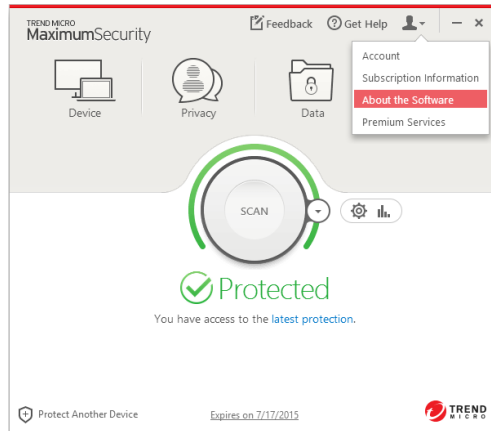 TREND MICRO
MaximumSecurity
Feedback
Get Help
Account
Subscription Information
About the Software
Premium Services
Device
Privacy
Data
SCAN
Protected
You have access to the latest protection.
Protect Another Device
Expires on 7/17/2015
TREND
MICRO